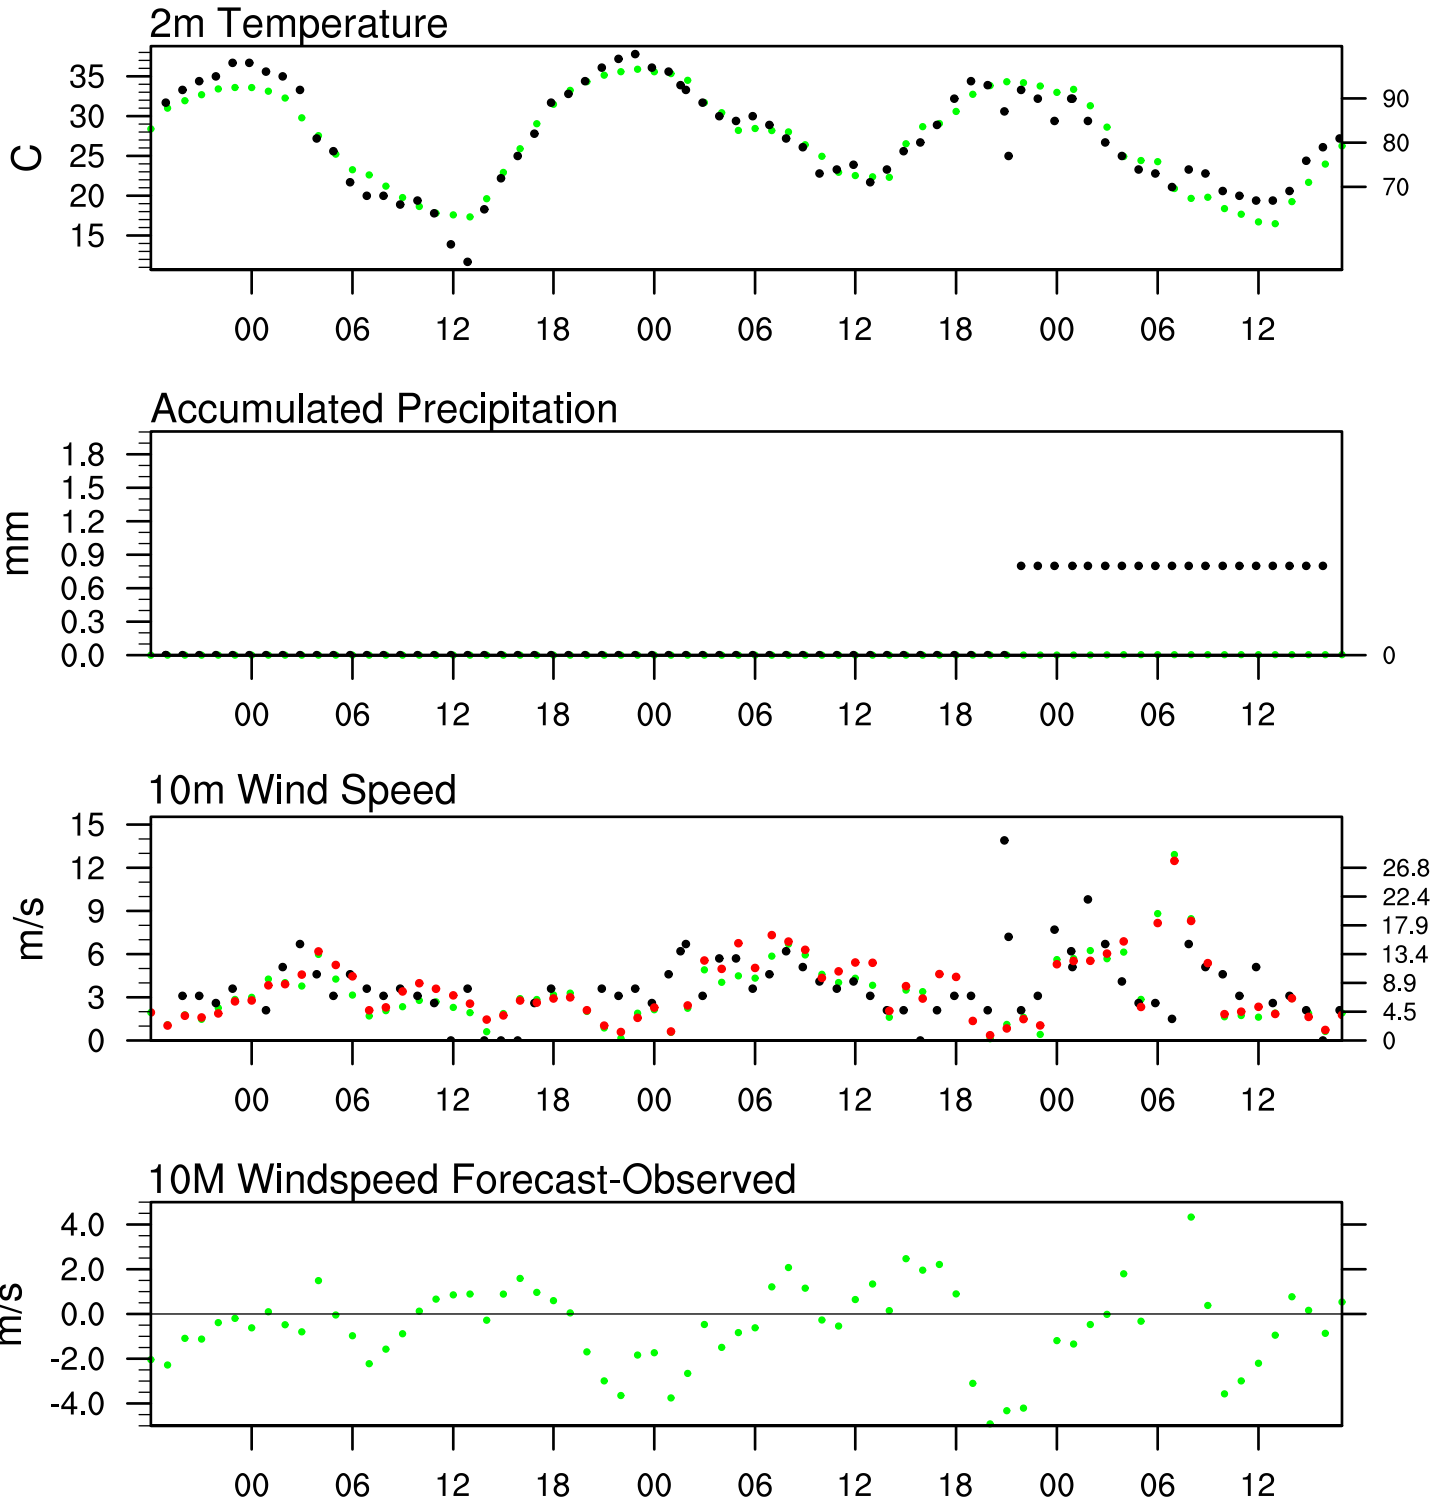 2m Temperature
C
35
30
25
20
15
90
80
70
00 06 12 18 00 06 12 18 00 06 12
Accumulated Precipitation
mm
1.8
1.5
1.2
0.9
0.6
0.3
0.0
0
00 06 12 18 00 06 12 18 00 06 12
10m Wind Speed
m/s
15
12
9
6
3
0
26.8
22.4
17.9
13.4
8.9
4.5
0
00 06 12 18 00 06 12 18 00 06 12
10M Windspeed Forecast-Observed
m/s
4.0
2.0
0.0
-2.0
-4.0
00 06 12 18 00 06 12 18 00 06 12